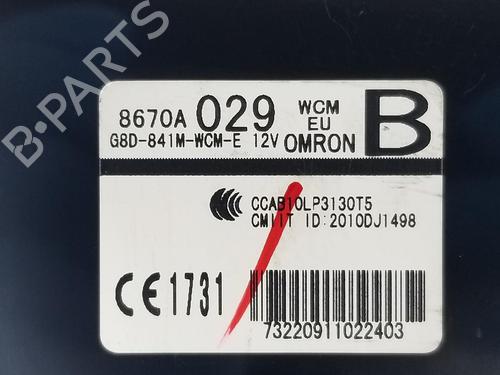 B-PARTS
8670A 029 WCM
EU
G8D-841M-WCM-E 12V OMRON B
CCAB10LP3130T5
CMIIT ID:2010DJ1498
CE 1731
73220911022403